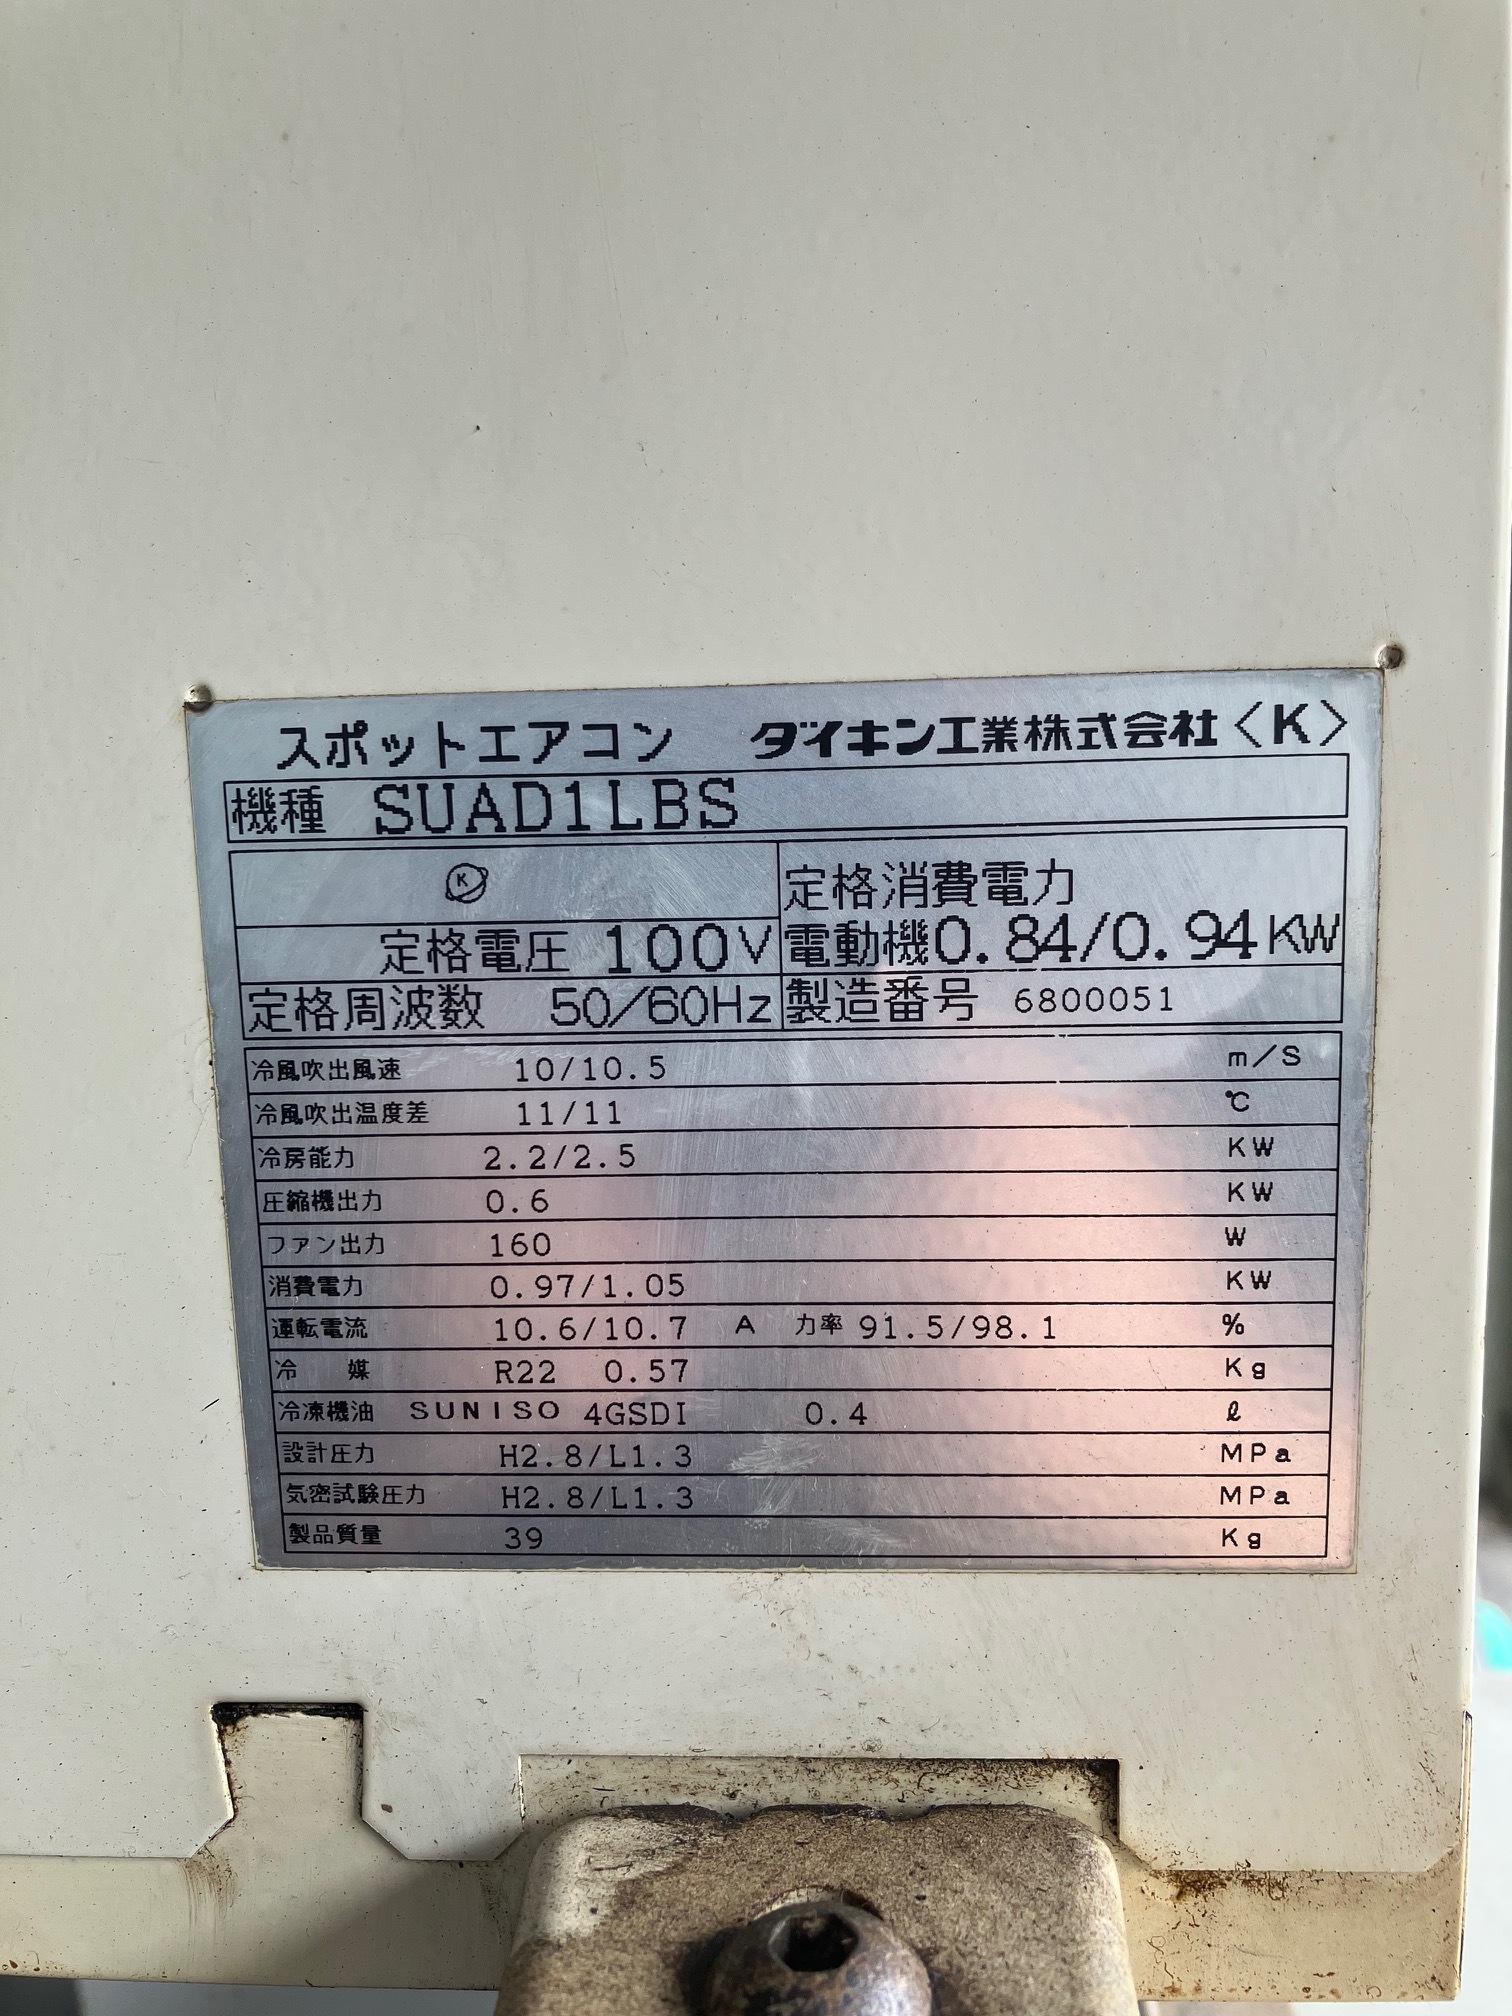 スポットエアコン ダイキン工業株式会社〈K〉
機種 SUAD1LBS
K
定格消費電力
定格電圧 100V 電動機0.84/0.94KW
定格周波数 50/60Hz 製造番号 6800051
冷風吹出風速 10/10.5 m/S
冷風吹出温度差 11/11 ℃
冷房能力 2.2/2.5 KW
圧縮機出力 0.6 KW
ファン出力 160 W
消費電力 0.97/1.05 KW
運転電流 10.6/10.7 A 力率 91.5/98.1 %
冷 媒 R22 0.57 Kg
冷凍機油 SUNISO 4GSDI 0.4 ℓ
設計圧力 H2.8/L1.3 MPa
気密試験圧力 H2.8/L1.3 MPa
製品質量 39 Kg